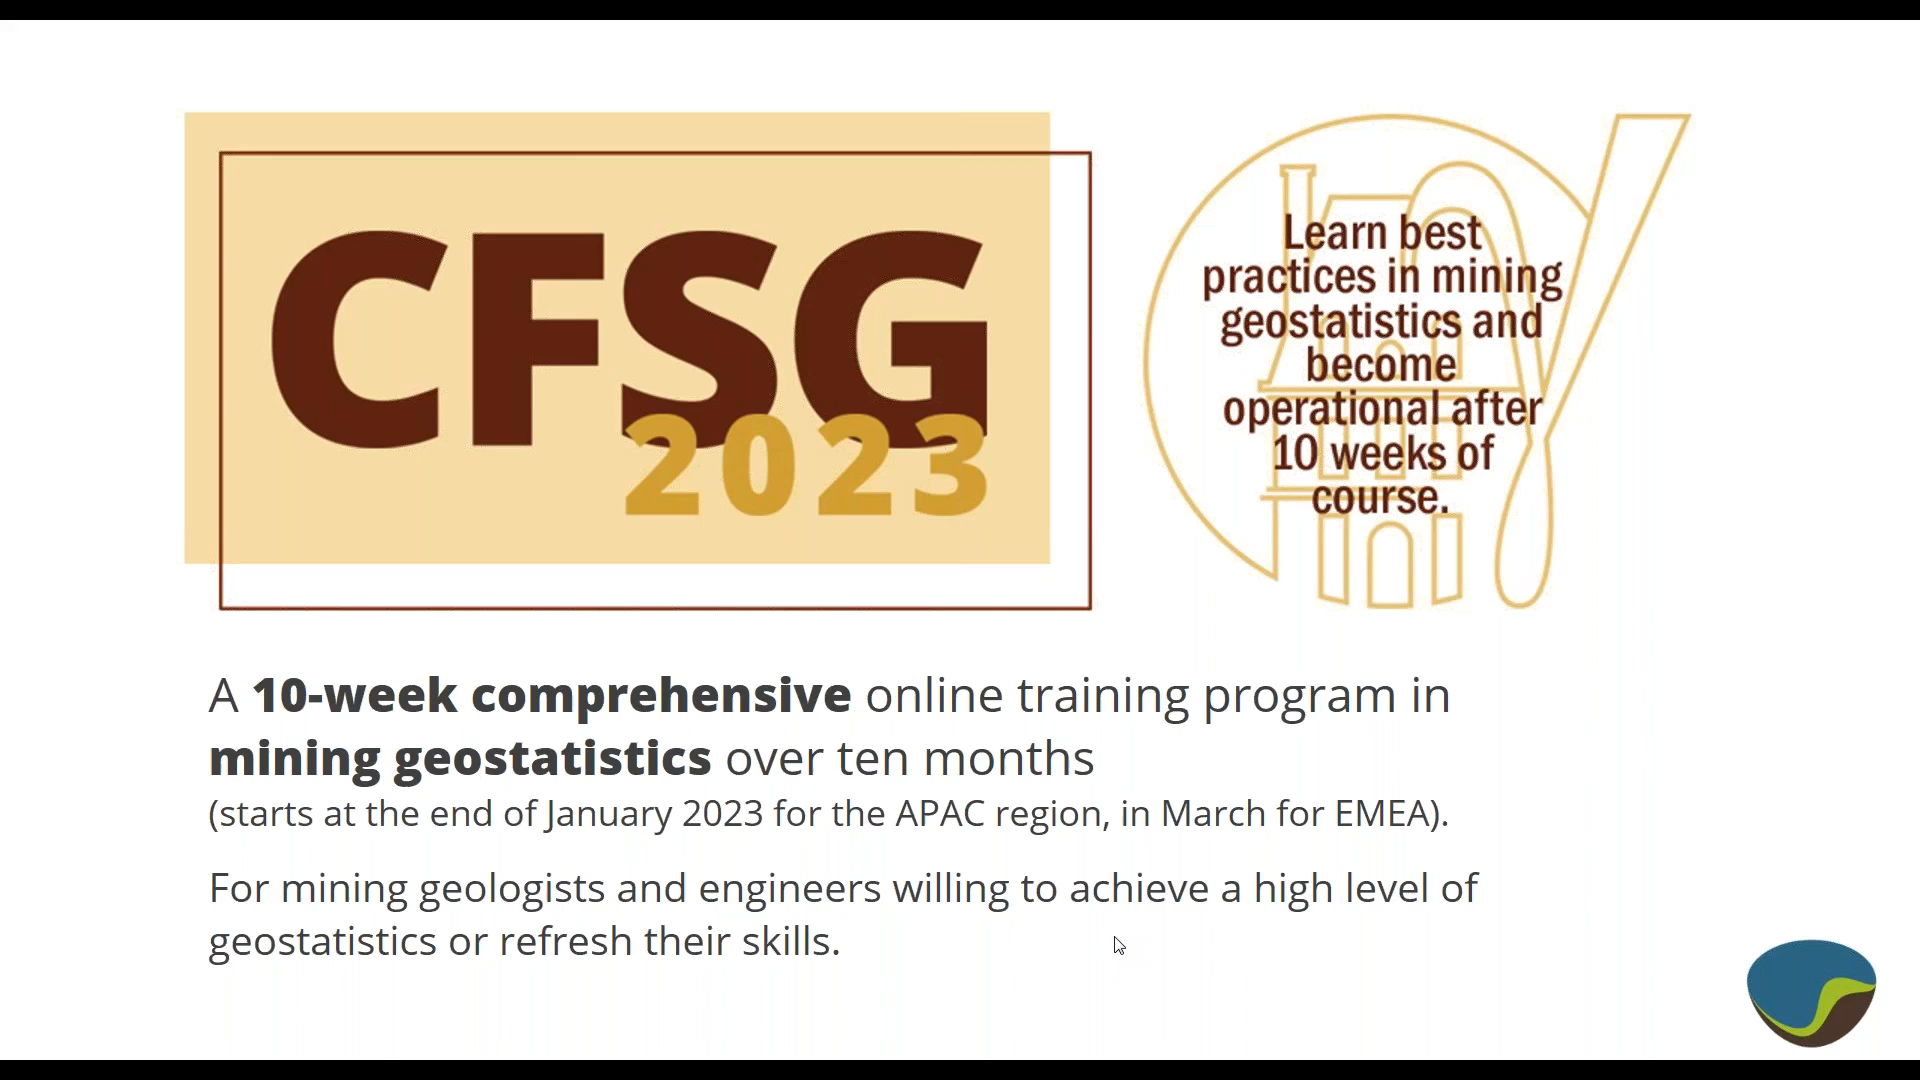 CFSG
2023
Learn best
practices in mining
geostatistics and
become
operational after
10 weeks of
course.
A 10-week comprehensive online training program in
mining geostatistics over ten months
(starts at the end of January 2023 for the APAC region, in March for EMEA).
For mining geologists and engineers willing to achieve a high level of
geostatistics or refresh their skills.